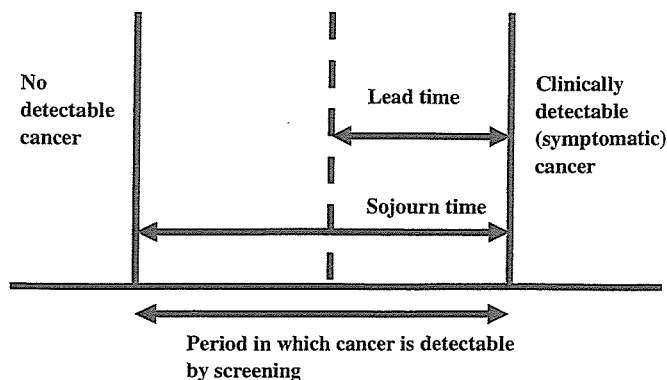 No
detectable
cancer
Lead time
Clinically
detectable
(symptomatic)
cancer
Sojourn time
Period in which cancer is detectable
by screening